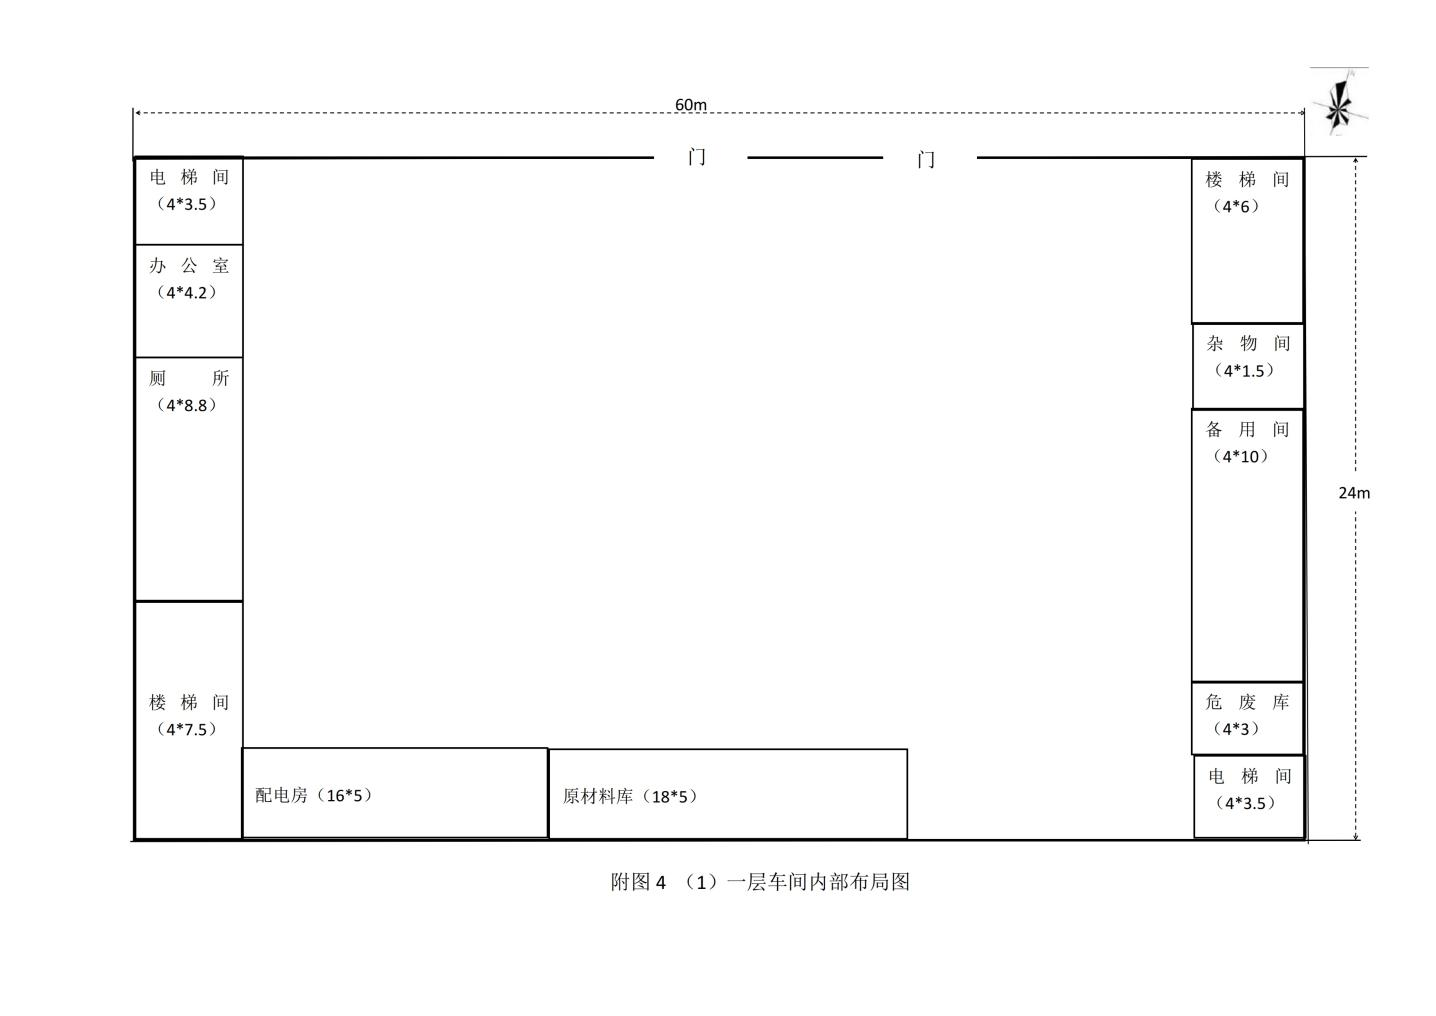 60m
门
门
电梯间
（4*3.5）
办公室
（4*4.2）
厕所
（4*8.8）
楼梯间
（4*7.5）
配电房（16*5）
原材料库（18*5）
楼梯间
（4*6）
杂物间
（4*1.5）
备用间
（4*10）
危废库
（4*3）
电梯间
（4*3.5）
24m
附图 4 （1）一层车间内部布局图